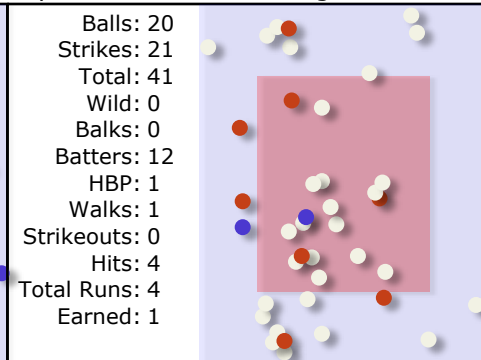 Balls: 20
Strikes: 21
Total: 41
Wild: 0
Balks: 0
Batters: 12
HBP: 1
Walks: 1
Strikeouts: 0
Hits: 4
Total Runs: 4
Earned: 1